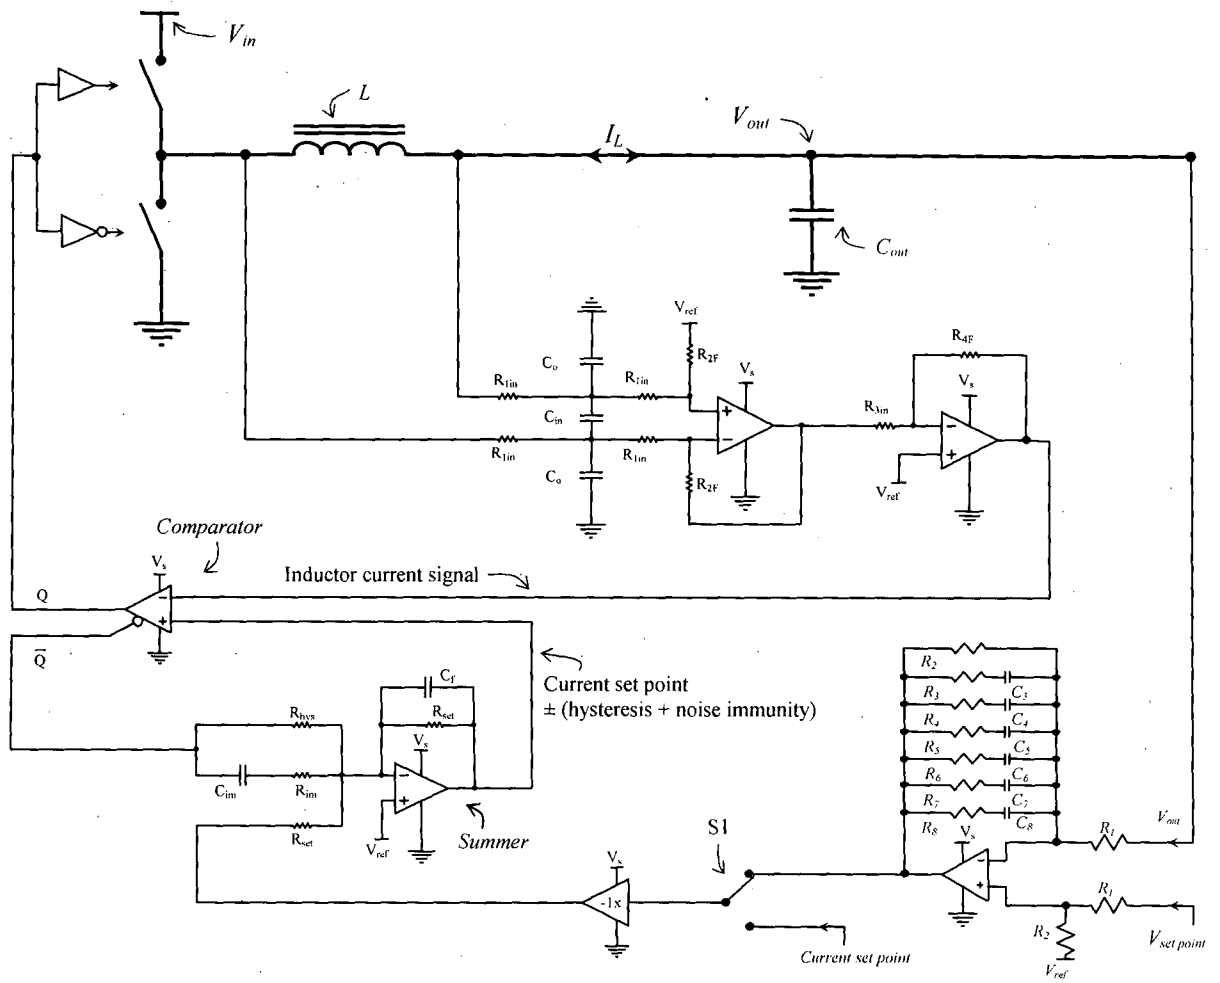 V_in
L
I_L
V_out
C_out
V_ref
R_2F
V_s
C_o
R_1in
R_1in
C_in
R_1in
R_1in
C_o
R_2F
R_3in
R_4F
V_s
V_ref
Comparator
V_s
Inductor current signal
Q
Q̅
Current set point
± (hysteresis + noise immunity)
C_f
R_set
R_hys
V_s
C_im
R_im
R_set
V_ref
Summer
S1
V_s
-1x
Current set point
R_2
R_3
C_3
R_4
C_4
R_5
C_5
R_6
C_6
R_7
C_7
R_8
C_8
V_s
R_1
V_out
R_1
R_2
V_ref
V_set point